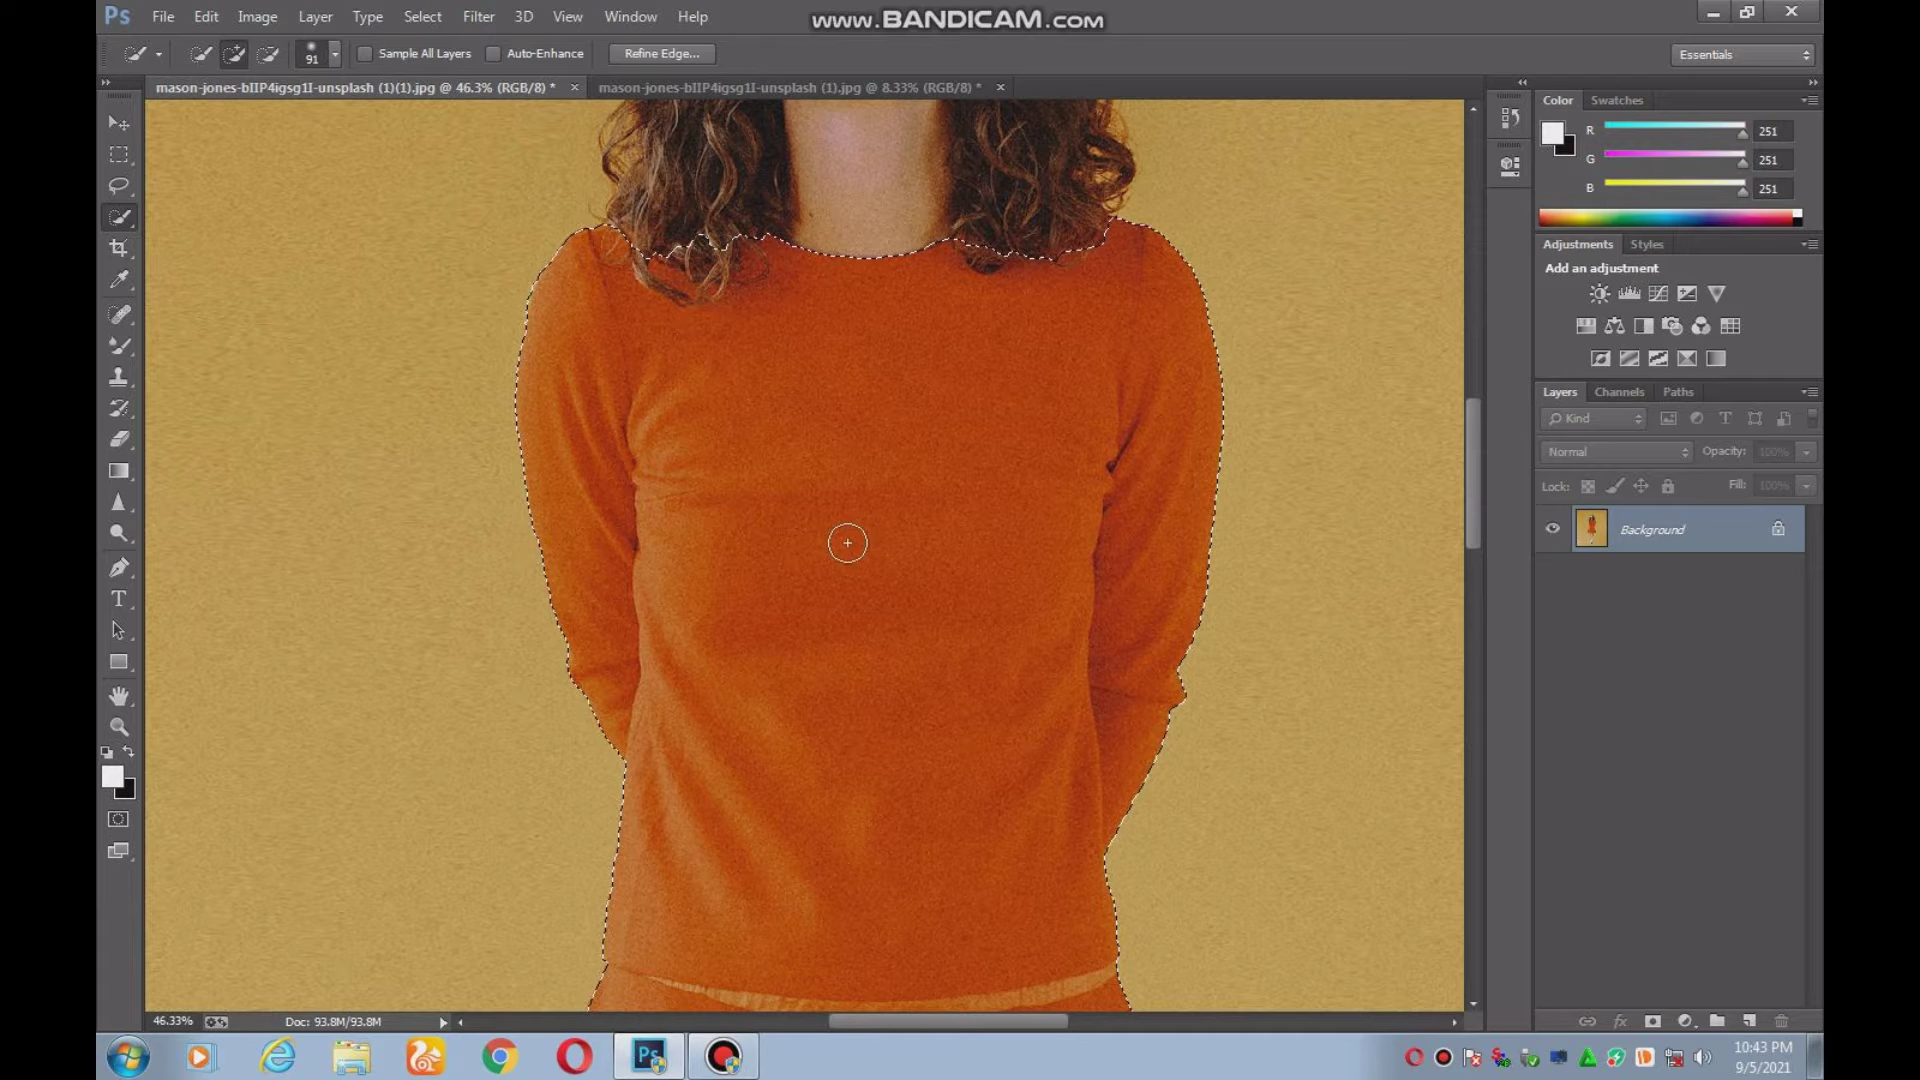 Ps File Edit Image Layer Type Select Filter 3D View Window Help
www.BANDICAM.com
91 Sample All Layers Auto-Enhance Refine Edge... Essentials
mason-jones-bIIP4igsg1I-unsplash (1)(1).jpg @ 46.3% (RGB/8) * mason-jones-bIIP4igsg1I-unsplash (1).jpg @ 8.33% (RGB/8) *
Color Swatches
R 251
G 251
B 251
Adjustments Styles
Add an adjustment
Layers Channels Paths
Kind
Normal Opacity: 100%
Lock: Fill: 100%
Background
46.33% Doc: 93.8M/93.8M
Ps
10:43 PM
9/5/2021